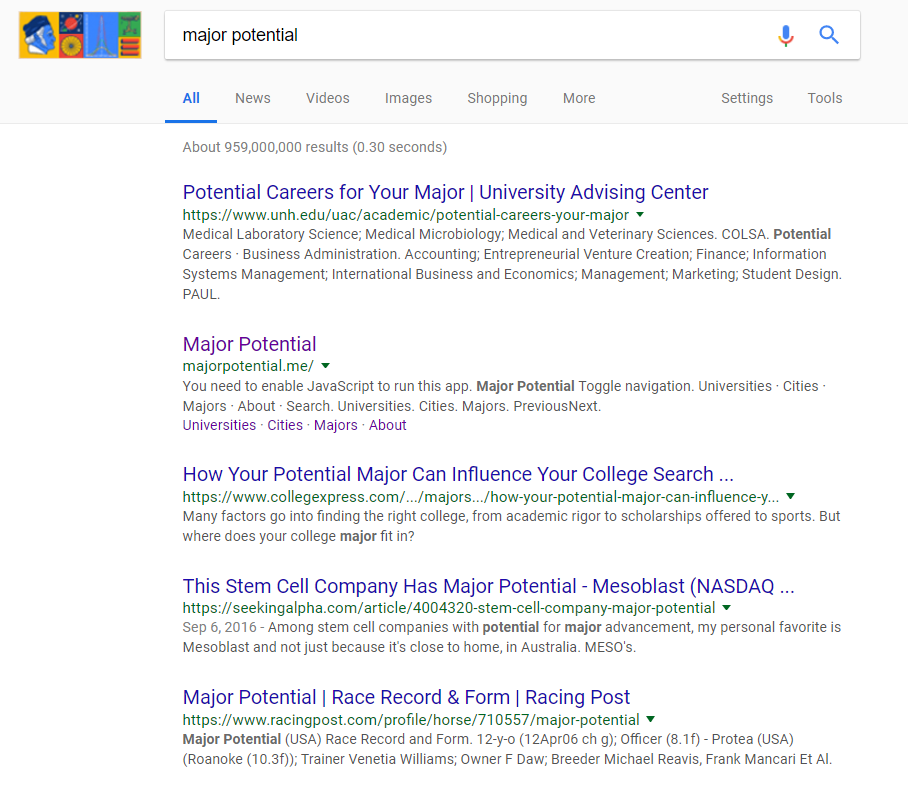 major potential
All News Videos Images Shopping More Settings Tools
About 959,000,000 results (0.30 seconds)
Potential Careers for Your Major | University Advising Center
https://www.unh.edu/uac/academic/potential-careers-your-major
Medical Laboratory Science; Medical Microbiology; Medical and Veterinary Sciences. COLSA. Potential
Careers · Business Administration. Accounting; Entrepreneurial Venture Creation; Finance; Information
Systems Management; International Business and Economics; Management; Marketing; Student Design.
PAUL.
Major Potential
majorpotential.me/
You need to enable JavaScript to run this app. Major Potential Toggle navigation. Universities · Cities ·
Majors · About · Search. Universities. Cities. Majors. PreviousNext.
Universities · Cities · Majors · About
How Your Potential Major Can Influence Your College Search ...
https://www.collegexpress.com/.../majors.../how-your-potential-major-can-influence-y...
Many factors go into finding the right college, from academic rigor to scholarships offered to sports. But
where does your college major fit in?
This Stem Cell Company Has Major Potential - Mesoblast (NASDAQ ...
https://seekingalpha.com/article/4004320-stem-cell-company-major-potential
Sep 6, 2016 - Among stem cell companies with potential for major advancement, my personal favorite is
Mesoblast and not just because it's close to home, in Australia. MESO's.
Major Potential | Race Record & Form | Racing Post
https://www.racingpost.com/profile/horse/710557/major-potential
Major Potential (USA) Race Record and Form. 12-y-o (12Apr06 ch g); Officer (8.1f) - Protea (USA)
(Roanoke (10.3f)); Trainer Venetia Williams; Owner F Daw; Breeder Michael Reavis, Frank Mancari Et Al.